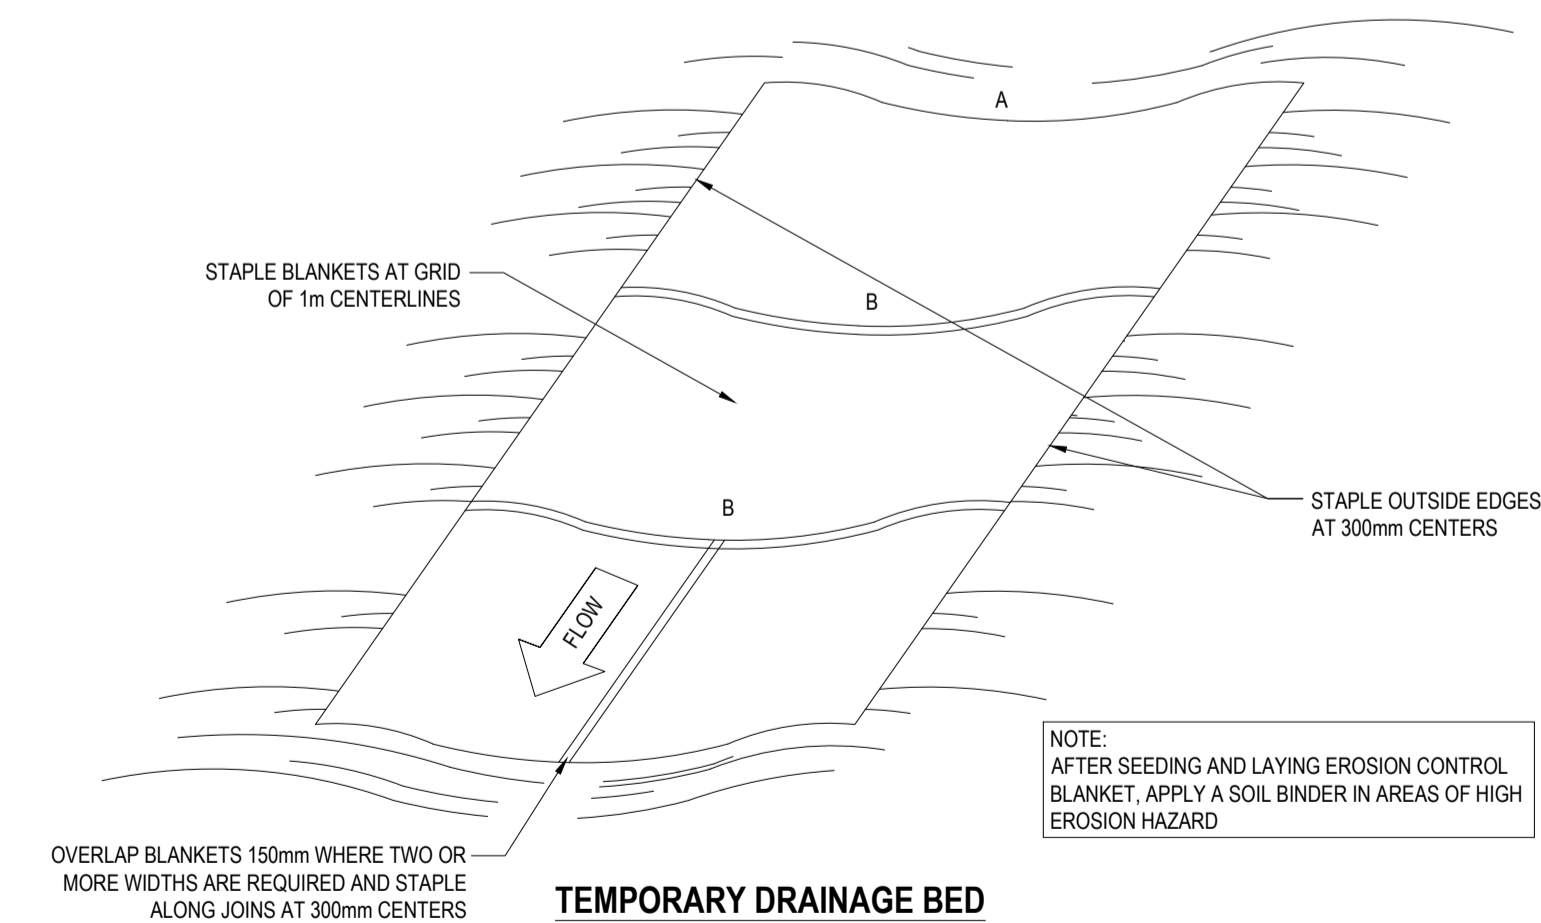 A
STAPLE BLANKETS AT GRID
OF 1m CENTERLINES
B
B
STAPLE OUTSIDE EDGES
AT 300mm CENTERS
FLOW
NOTE:
AFTER SEEDING AND LAYING EROSION CONTROL
BLANKET, APPLY A SOIL BINDER IN AREAS OF HIGH
EROSION HAZARD
OVERLAP BLANKETS 150mm WHERE TWO OR
MORE WIDTHS ARE REQUIRED AND STAPLE
ALONG JOINS AT 300mm CENTERS
TEMPORARY DRAINAGE BED